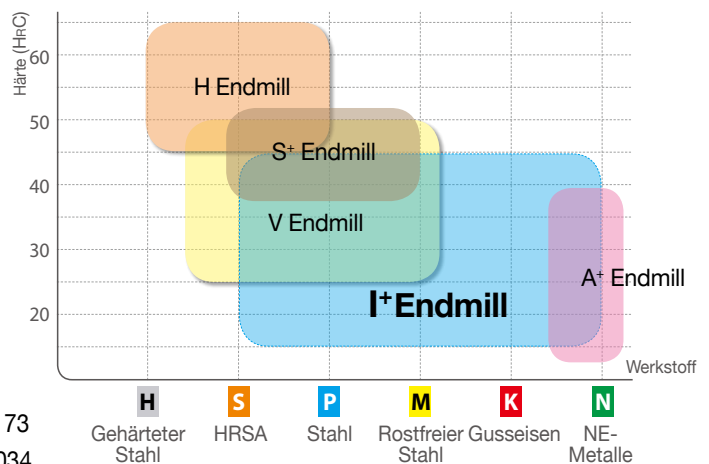 Härte (HRC)
60
50
40
30
20
H Endmill
S⁺ Endmill
V Endmill
I⁺Endmill
A⁺ Endmill
Werkstoff
H S P M K N
Gehärteter Stahl
HRSA
Stahl
Rostfreier Stahl
Gusseisen
NE-Metalle
73
034